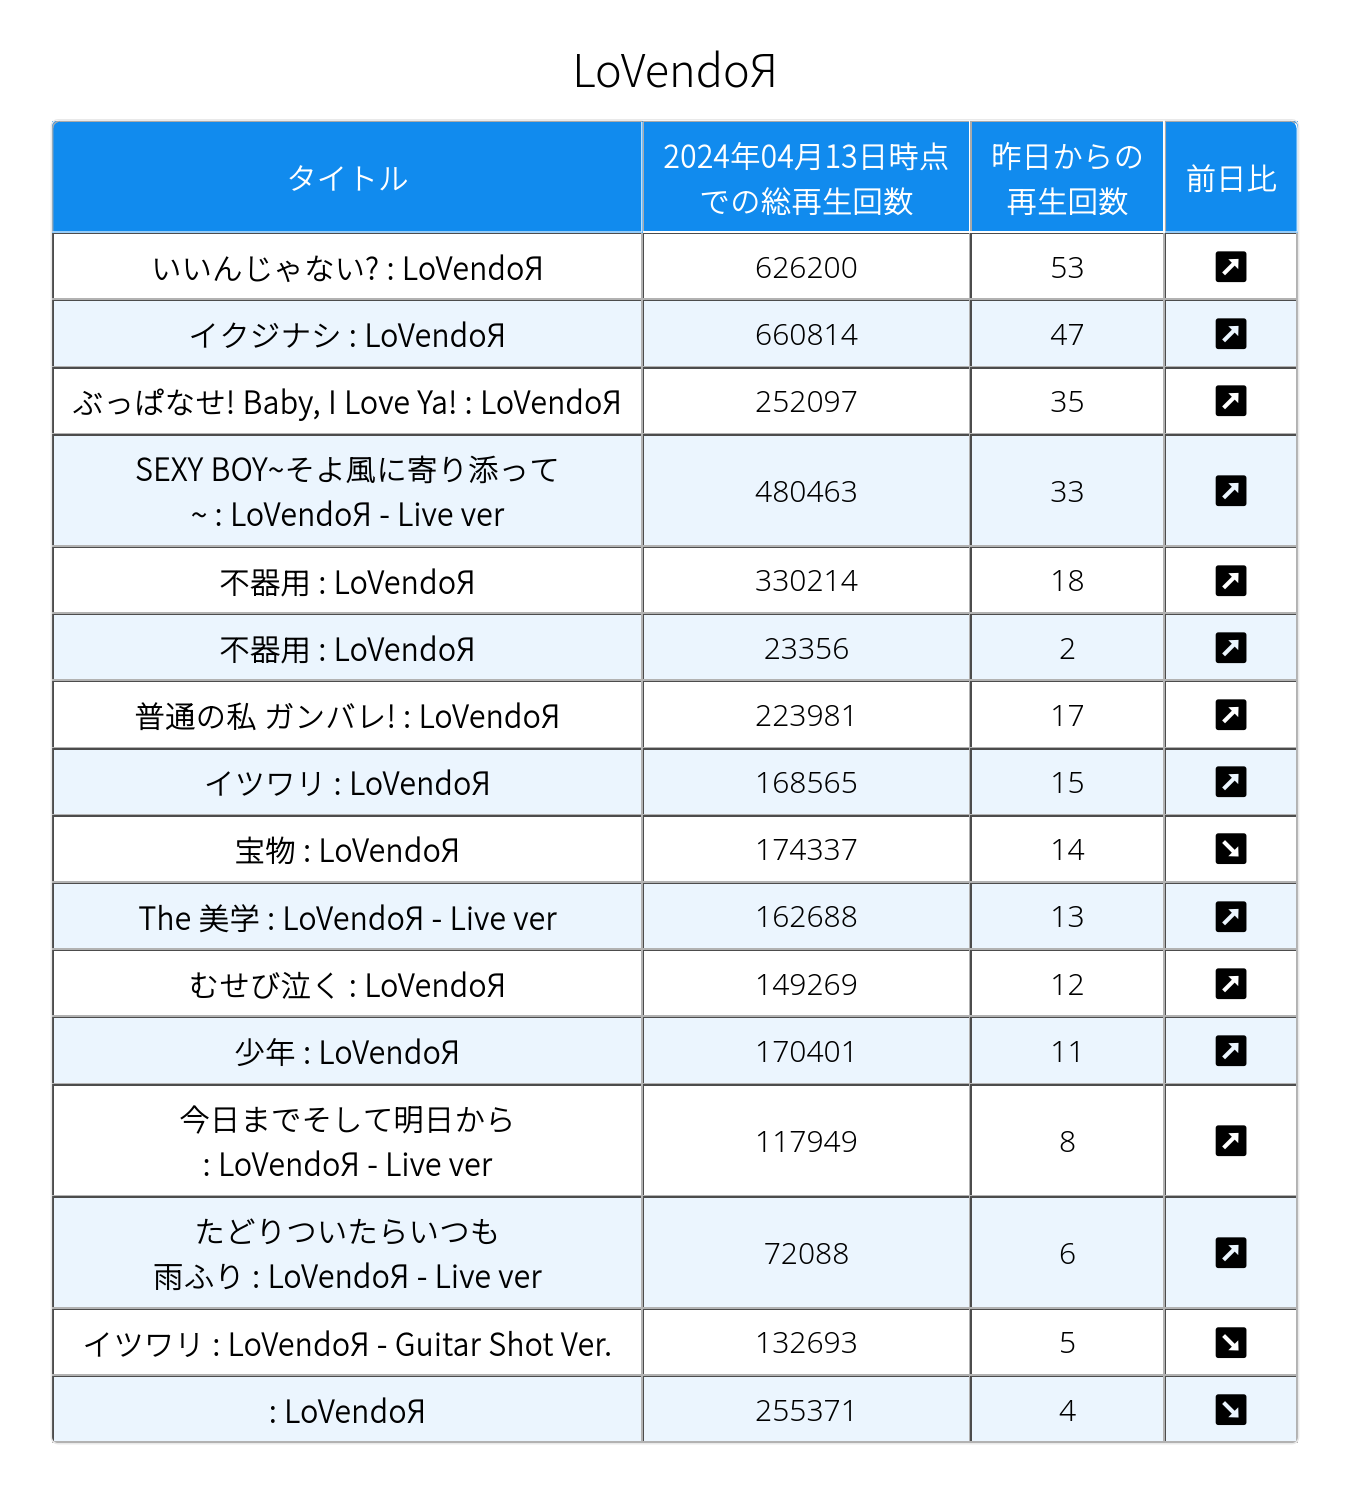 LoVendoЯ
タイトル
2024年04月13日時点
での総再生回数
昨日からの
再生回数
前日比
いいんじゃない? : LoVendoЯ 626200 53
イクジナシ : LoVendoЯ 660814 47
ぶっぱなせ! Baby, I Love Ya! : LoVendoЯ 252097 35
SEXY BOY~そよ風に寄り添って
~ : LoVendoЯ - Live ver 480463 33
不器用 : LoVendoЯ 330214 18
不器用 : LoVendoЯ 23356 2
普通の私 ガンバレ! : LoVendoЯ 223981 17
イツワリ : LoVendoЯ 168565 15
宝物 : LoVendoЯ 174337 14
The 美学 : LoVendoЯ - Live ver 162688 13
むせび泣く : LoVendoЯ 149269 12
少年 : LoVendoЯ 170401 11
今日までそして明日から
: LoVendoЯ - Live ver 117949 8
たどりついたらいつも
雨ふり : LoVendoЯ - Live ver 72088 6
イツワリ : LoVendoЯ - Guitar Shot Ver. 132693 5
: LoVendoЯ 255371 4